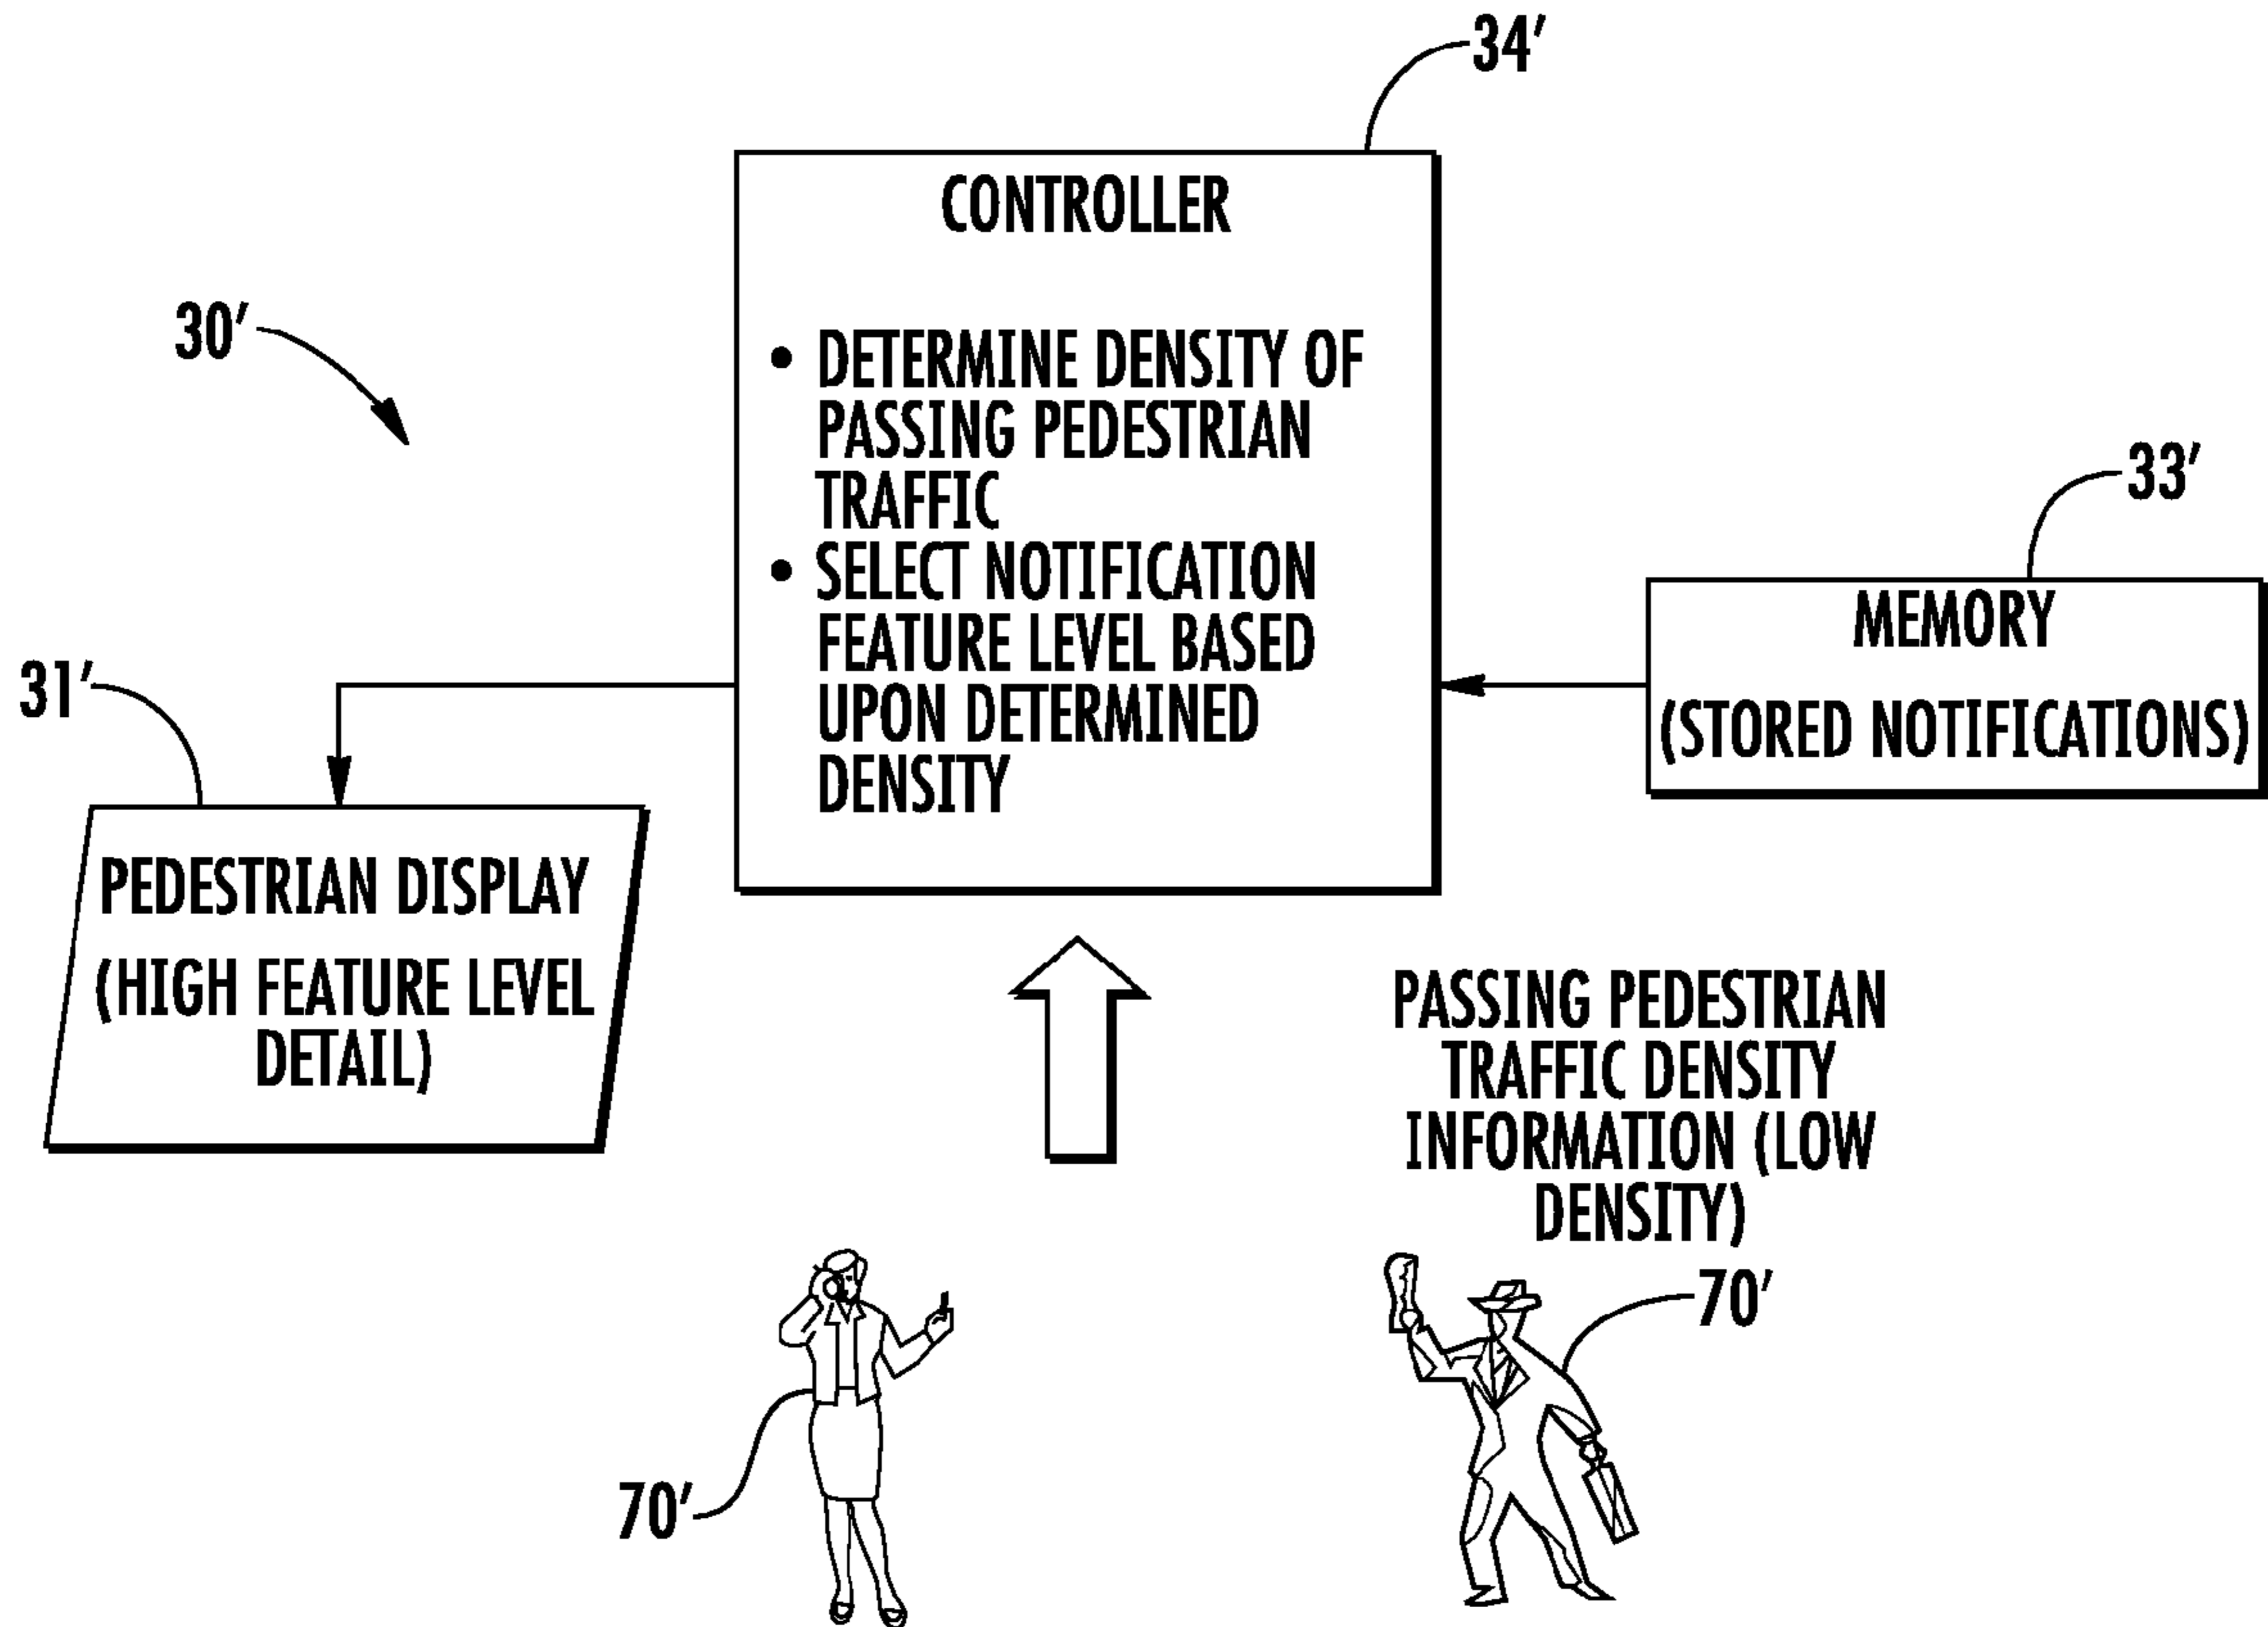 34′
CONTROLLER
30′
• DETERMINE DENSITY OF
PASSING PEDESTRIAN
TRAFFIC
• SELECT NOTIFICATION
FEATURE LEVEL BASED
UPON DETERMINED
DENSITY
33′
MEMORY
(STORED NOTIFICATIONS)
31′
PEDESTRIAN DISPLAY
(HIGH FEATURE LEVEL
DETAIL)
PASSING PEDESTRIAN
TRAFFIC DENSITY
INFORMATION (LOW
DENSITY)
70′
70′